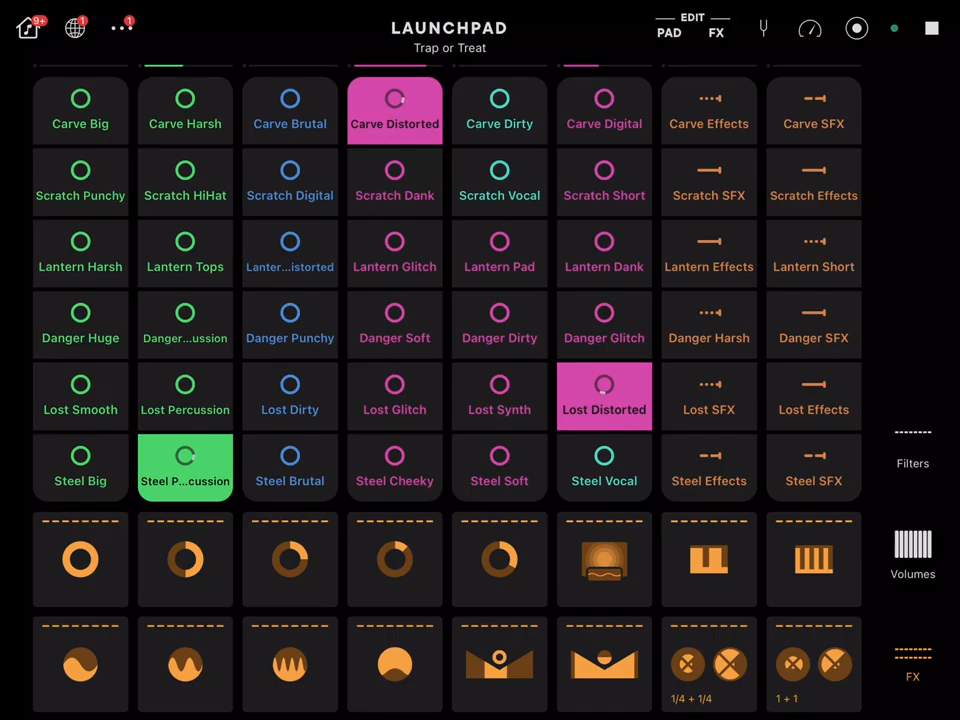 9+
1
1
LAUNCHPAD
Trap or Treat
EDIT
PAD FX
Carve Big Carve Harsh Carve Brutal Carve Distorted Carve Dirty Carve Digital Carve Effects Carve SFX
Scratch Punchy Scratch HiHat Scratch Digital Scratch Dank Scratch Vocal Scratch Short Scratch SFX Scratch Effects
Lantern Harsh Lantern Tops Lanter...istorted Lantern Glitch Lantern Pad Lantern Dank Lantern Effects Lantern Short
Danger Huge Danger...ussion Danger Punchy Danger Soft Danger Dirty Danger Glitch Danger Harsh Danger SFX
Lost Smooth Lost Percussion Lost Dirty Lost Glitch Lost Synth Lost Distorted Lost SFX Lost Effects
Filters
Steel Big Steel P...cussion Steel Brutal Steel Cheeky Steel Soft Steel Vocal Steel Effects Steel SFX
Volumes
FX
1/4 + 1/4 1 + 1